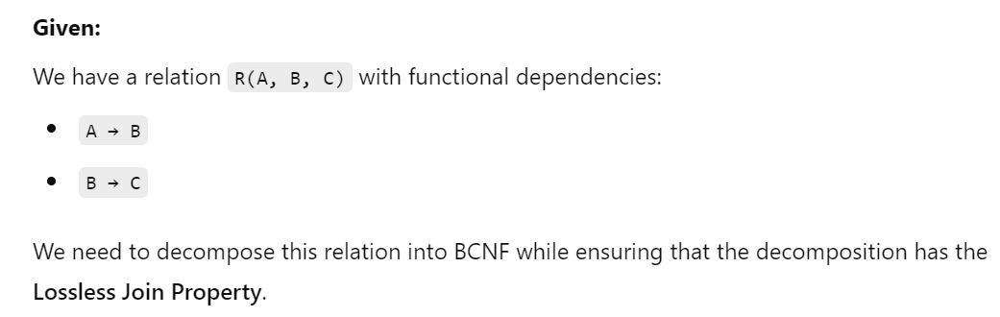 Given:
We have a relation R(A, B, C) with functional dependencies:
• A → B
• B → C
We need to decompose this relation into BCNF while ensuring that the decomposition has the
Lossless Join Property.